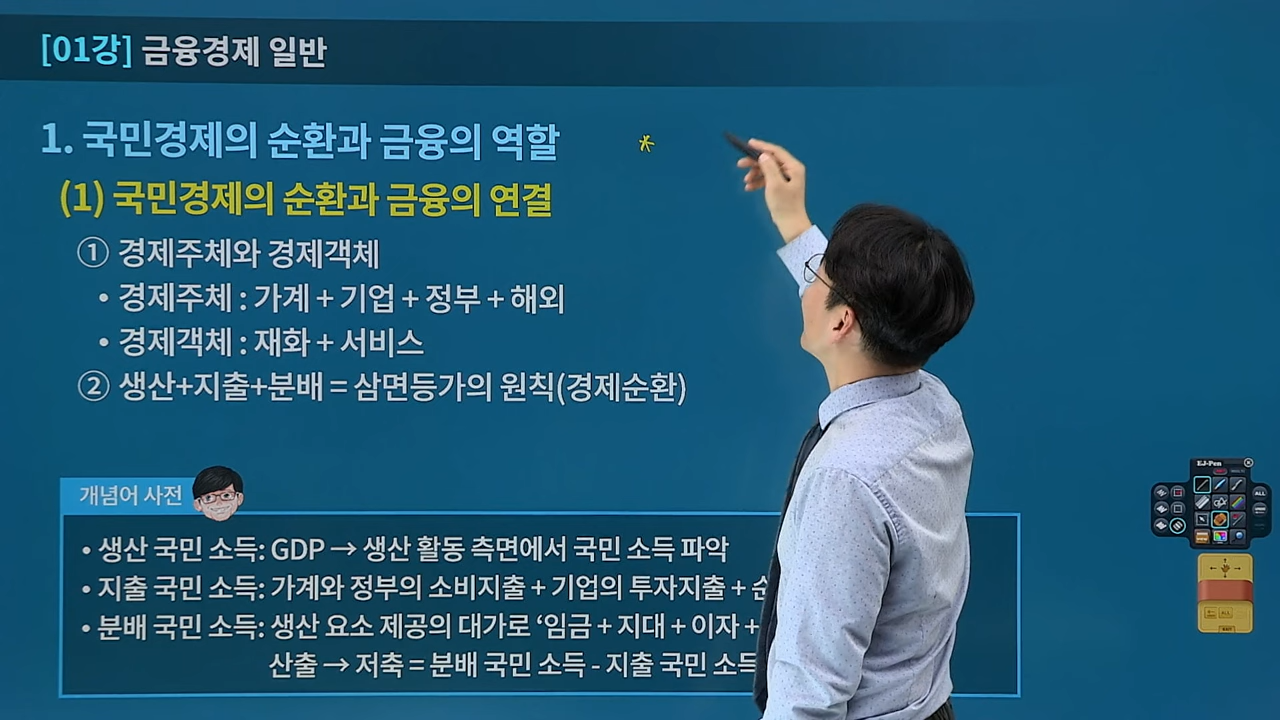 [01강] 금융경제 일반
1. 국민경제의 순환과 금융의 역할
(1) 국민경제의 순환과 금융의 연결
① 경제주체와 경제객체
• 경제주체 : 가계 + 기업 + 정부 + 해외
• 경제객체 : 재화 + 서비스
② 생산+지출+분배 = 삼면등가의 원칙(경제순환)
개념어 사전
• 생산 국민 소득: GDP → 생산 활동 측면에서 국민 소득 파악
• 지출 국민 소득: 가계와 정부의 소비지출 + 기업의 투자지출 +
• 분배 국민 소득: 생산 요소 제공의 대가로 ‘임금 + 지대 + 이자 +
산출 → 저축 = 분배 국민 소득 - 지출 국민 소득
EJ-Pen
ALL